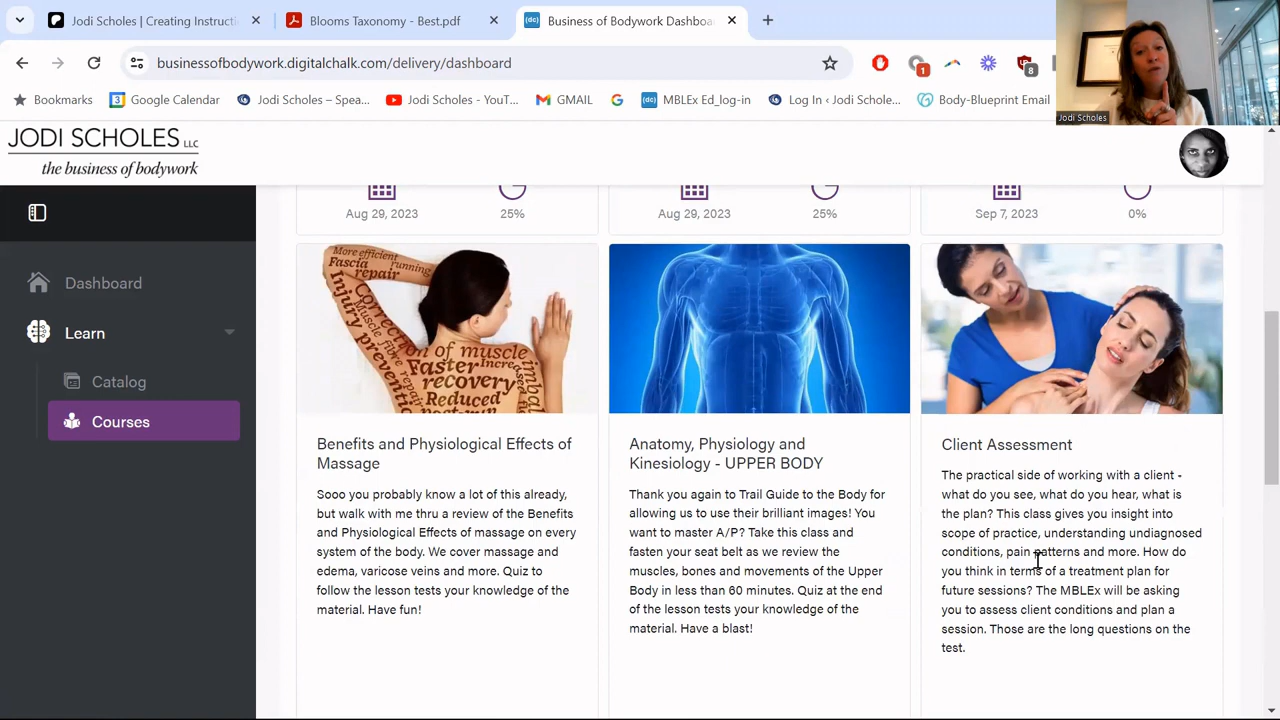 Jodi Scholes | Creating Instructi
Blooms Taxonomy - Best.pdf
Business of Bodywork Dashboa
businessofbodywork.digitalchalk.com/delivery/dashboard
1
8
Bookmarks
Google Calendar
Jodi Scholes – Spea...
Jodi Scholes - YouT...
GMAIL
MBLEx Ed_log-in
Log In ‹ Jodi Schole...
Body-Blueprint Email
Jodi Scholes
JODI SCHOLES LLC
the business of bodywork
Dashboard
Learn
Catalog
Courses
Aug 29, 2023
25%
Aug 29, 2023
25%
Sep 7, 2023
0%
More efficient running
Fascia
repair
Injury
prevention
Correction
on of muscle
Faster
recovery
Reduced
Benefits and Physiological Effects of
Massage
Sooo you probably know a lot of this already,
but walk with me thru a review of the Benefits
and Physiological Effects of massage on every
system of the body. We cover massage and
edema, varicose veins and more. Quiz to
follow the lesson tests your knowledge of the
material. Have fun!
Anatomy, Physiology and
Kinesiology - UPPER BODY
Thank you again to Trail Guide to the Body for
allowing us to use their brilliant images! You
want to master A/P? Take this class and
fasten your seat belt as we review the
muscles, bones and movements of the Upper
Body in less than 60 minutes. Quiz at the end
of the lesson tests your knowledge of the
material. Have a blast!
Client Assessment
The practical side of working with a client -
what do you see, what do you hear, what is
the plan? This class gives you insight into
scope of practice, understanding undiagnosed
conditions, pain patterns and more. How do
you think in terms of a treatment plan for
future sessions? The MBLEx will be asking
you to assess client conditions and plan a
session. Those are the long questions on the
test.